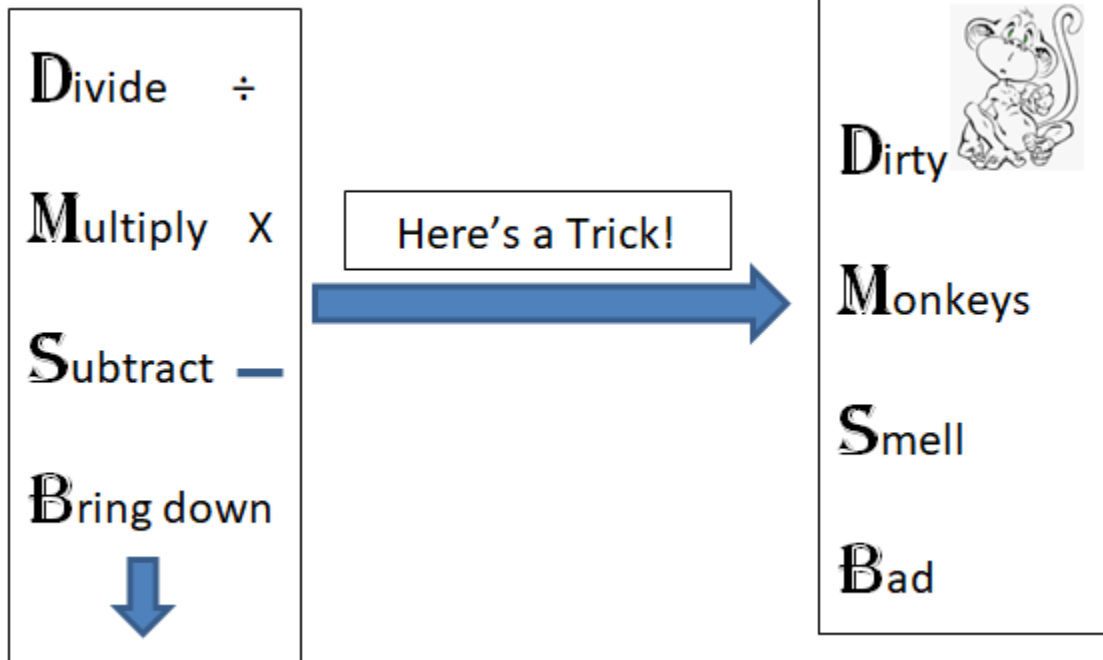 Divide ÷
Multiply X
Subtract —
Bring down
Here’s a Trick!
Dirty
Monkeys
Smell
Bad